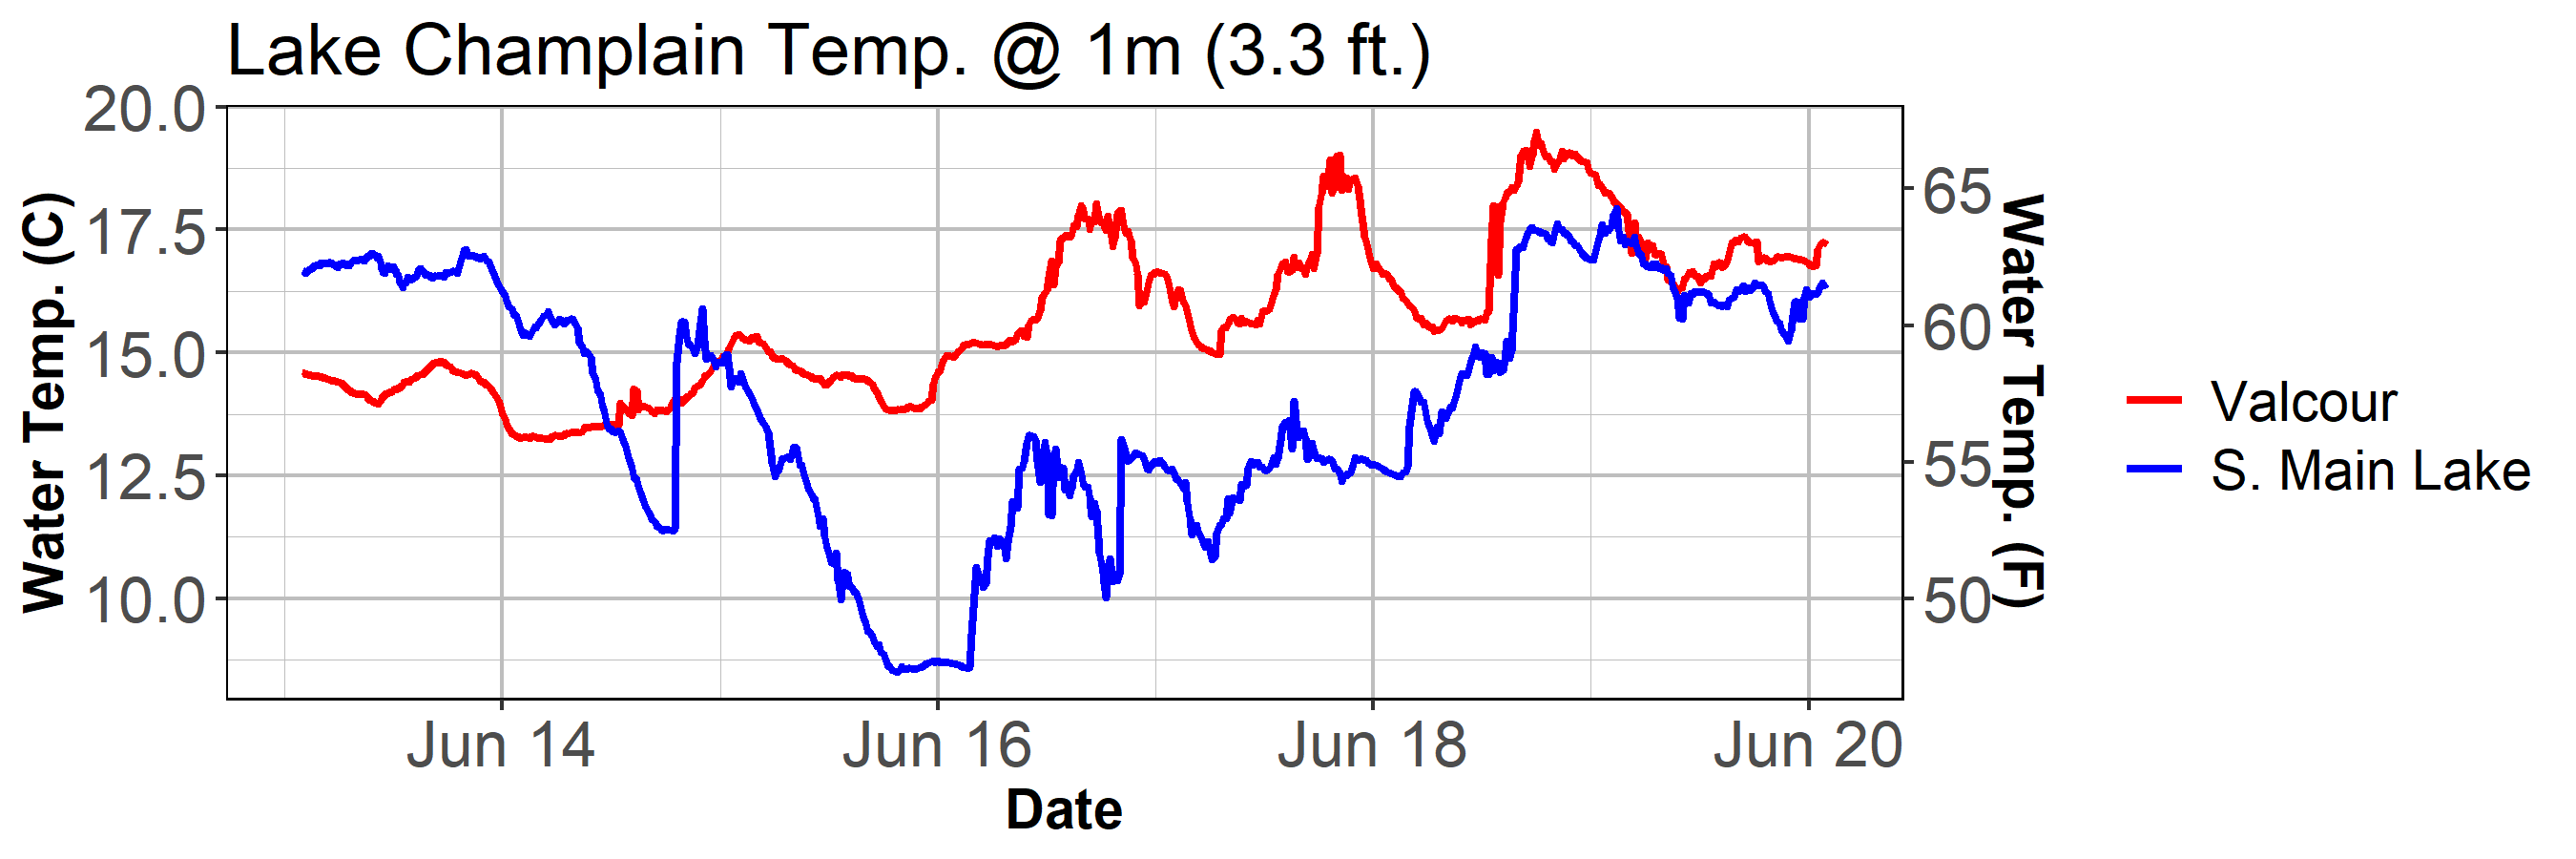 Lake Champlain Temp. @ 1m (3.3 ft.)
Water Temp. (C)
20.0
17.5
15.0
12.5
10.0
65
60
55
50
Water Temp. (F)
Jun 14
Jun 16
Jun 18
Jun 20
Date
Valcour
S. Main Lake